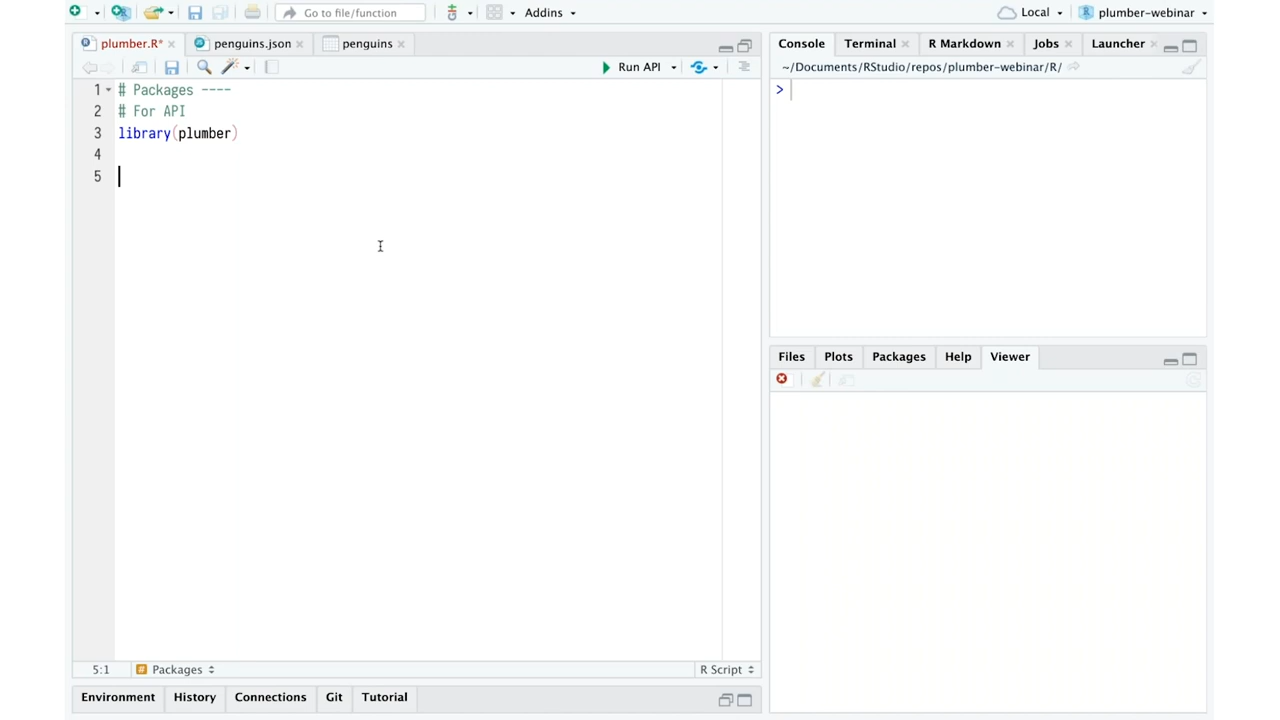 Go to file/function
Addins
Local
plumber-webinar
plumber.R*
penguins.json
penguins
Run API
1 # Packages ----
2 # For API
3 library(plumber)
4
5
5:1
Packages
R Script
Environment
History
Connections
Git
Tutorial
Console
Terminal
R Markdown
Jobs
Launcher
~/Documents/RStudio/repos/plumber-webinar/R/
>
Files
Plots
Packages
Help
Viewer